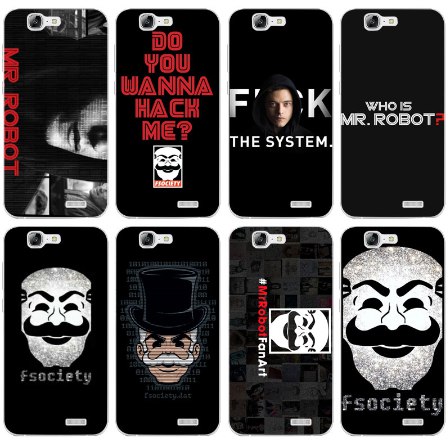 MR ROBOT
DO
YOU
WANNA
HACK
ME?
FSOCIETY
F CK
THE SYSTEM.
WHO IS
MR. ROBOT?
fsociety
fsociety.dat
#MrRobotFanArt
fsociety